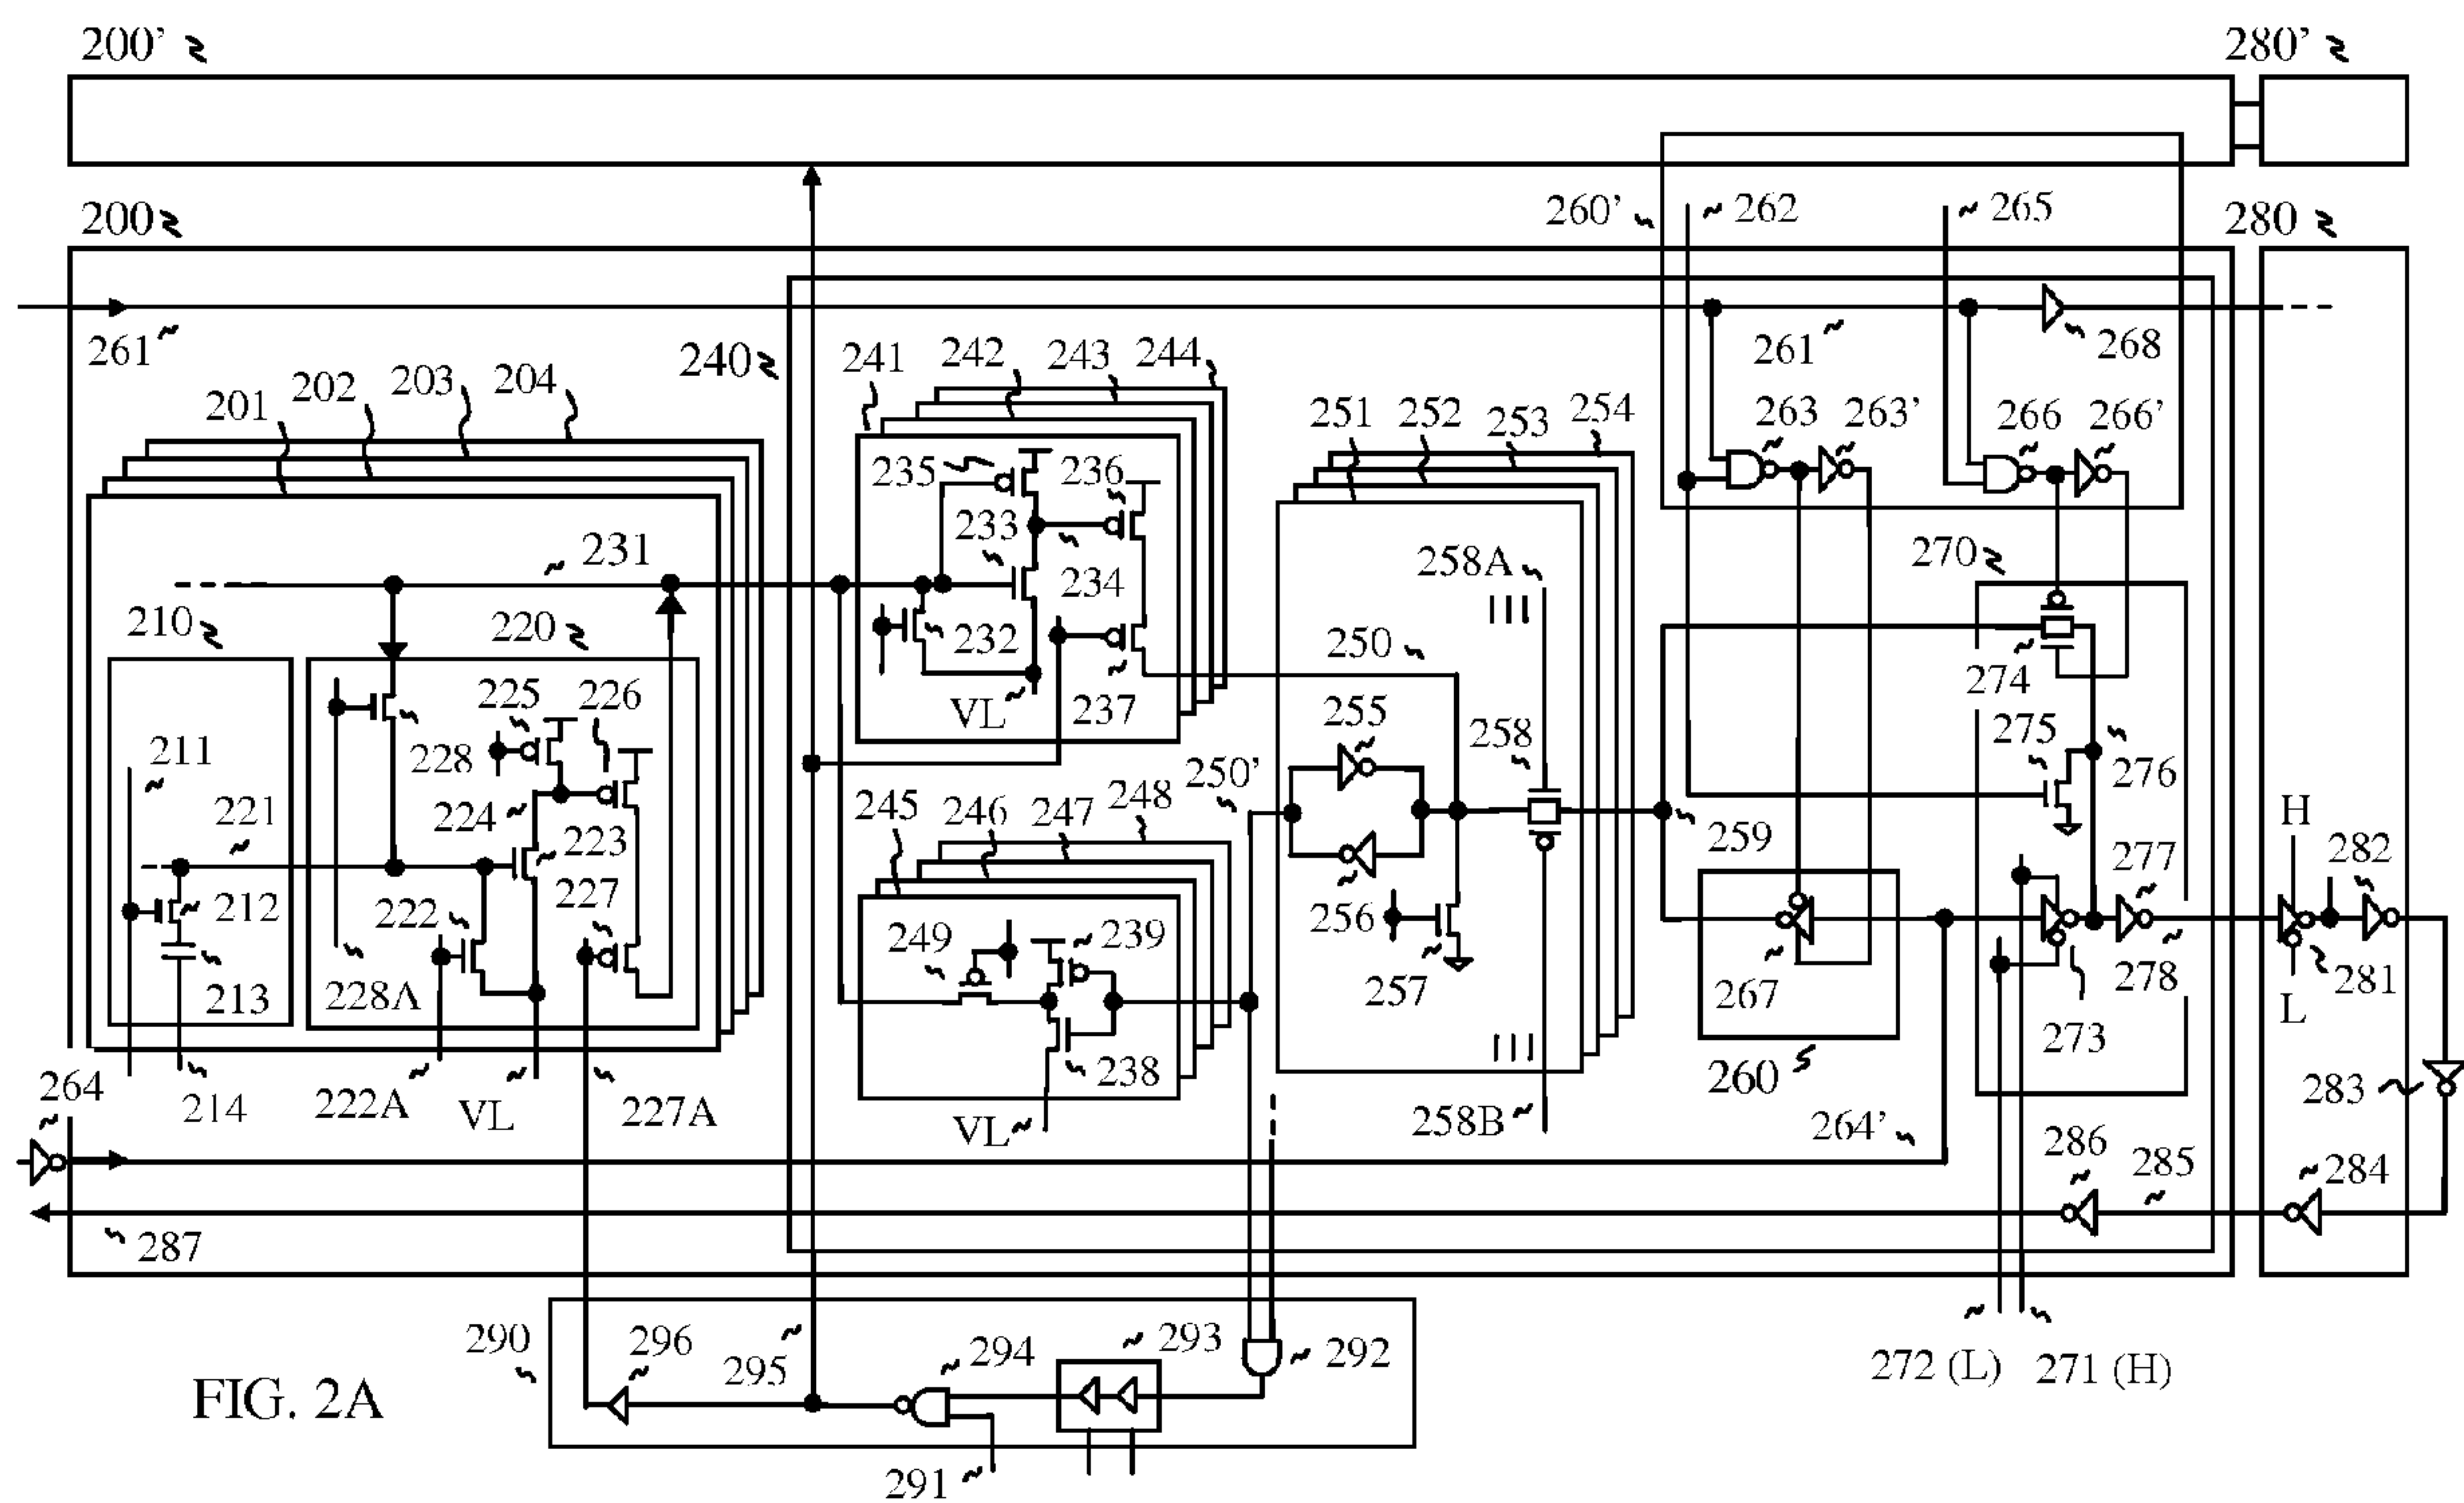 200’ 280’
200 260’ 262 265 280
261 240 241 242 243 244 261 268
201 202 203 204 251 252 253 254 263 263’ 266 266’
235 236
231 233 258A 270
210 220 232 234 250
225 226 VL 237 255 258 274
211 228 250’ 275 276
221 224 223 245 246 247 248 259 H
212 222 227 256 277 282
249 239
228A 213 257 267 278 281
L
264 214 222A VL 227A 238 260 273 283
VL 258B 264’ 286 285 284
287
290 296 295 294 293 292 272 (L) 271 (H)
FIG. 2A
291